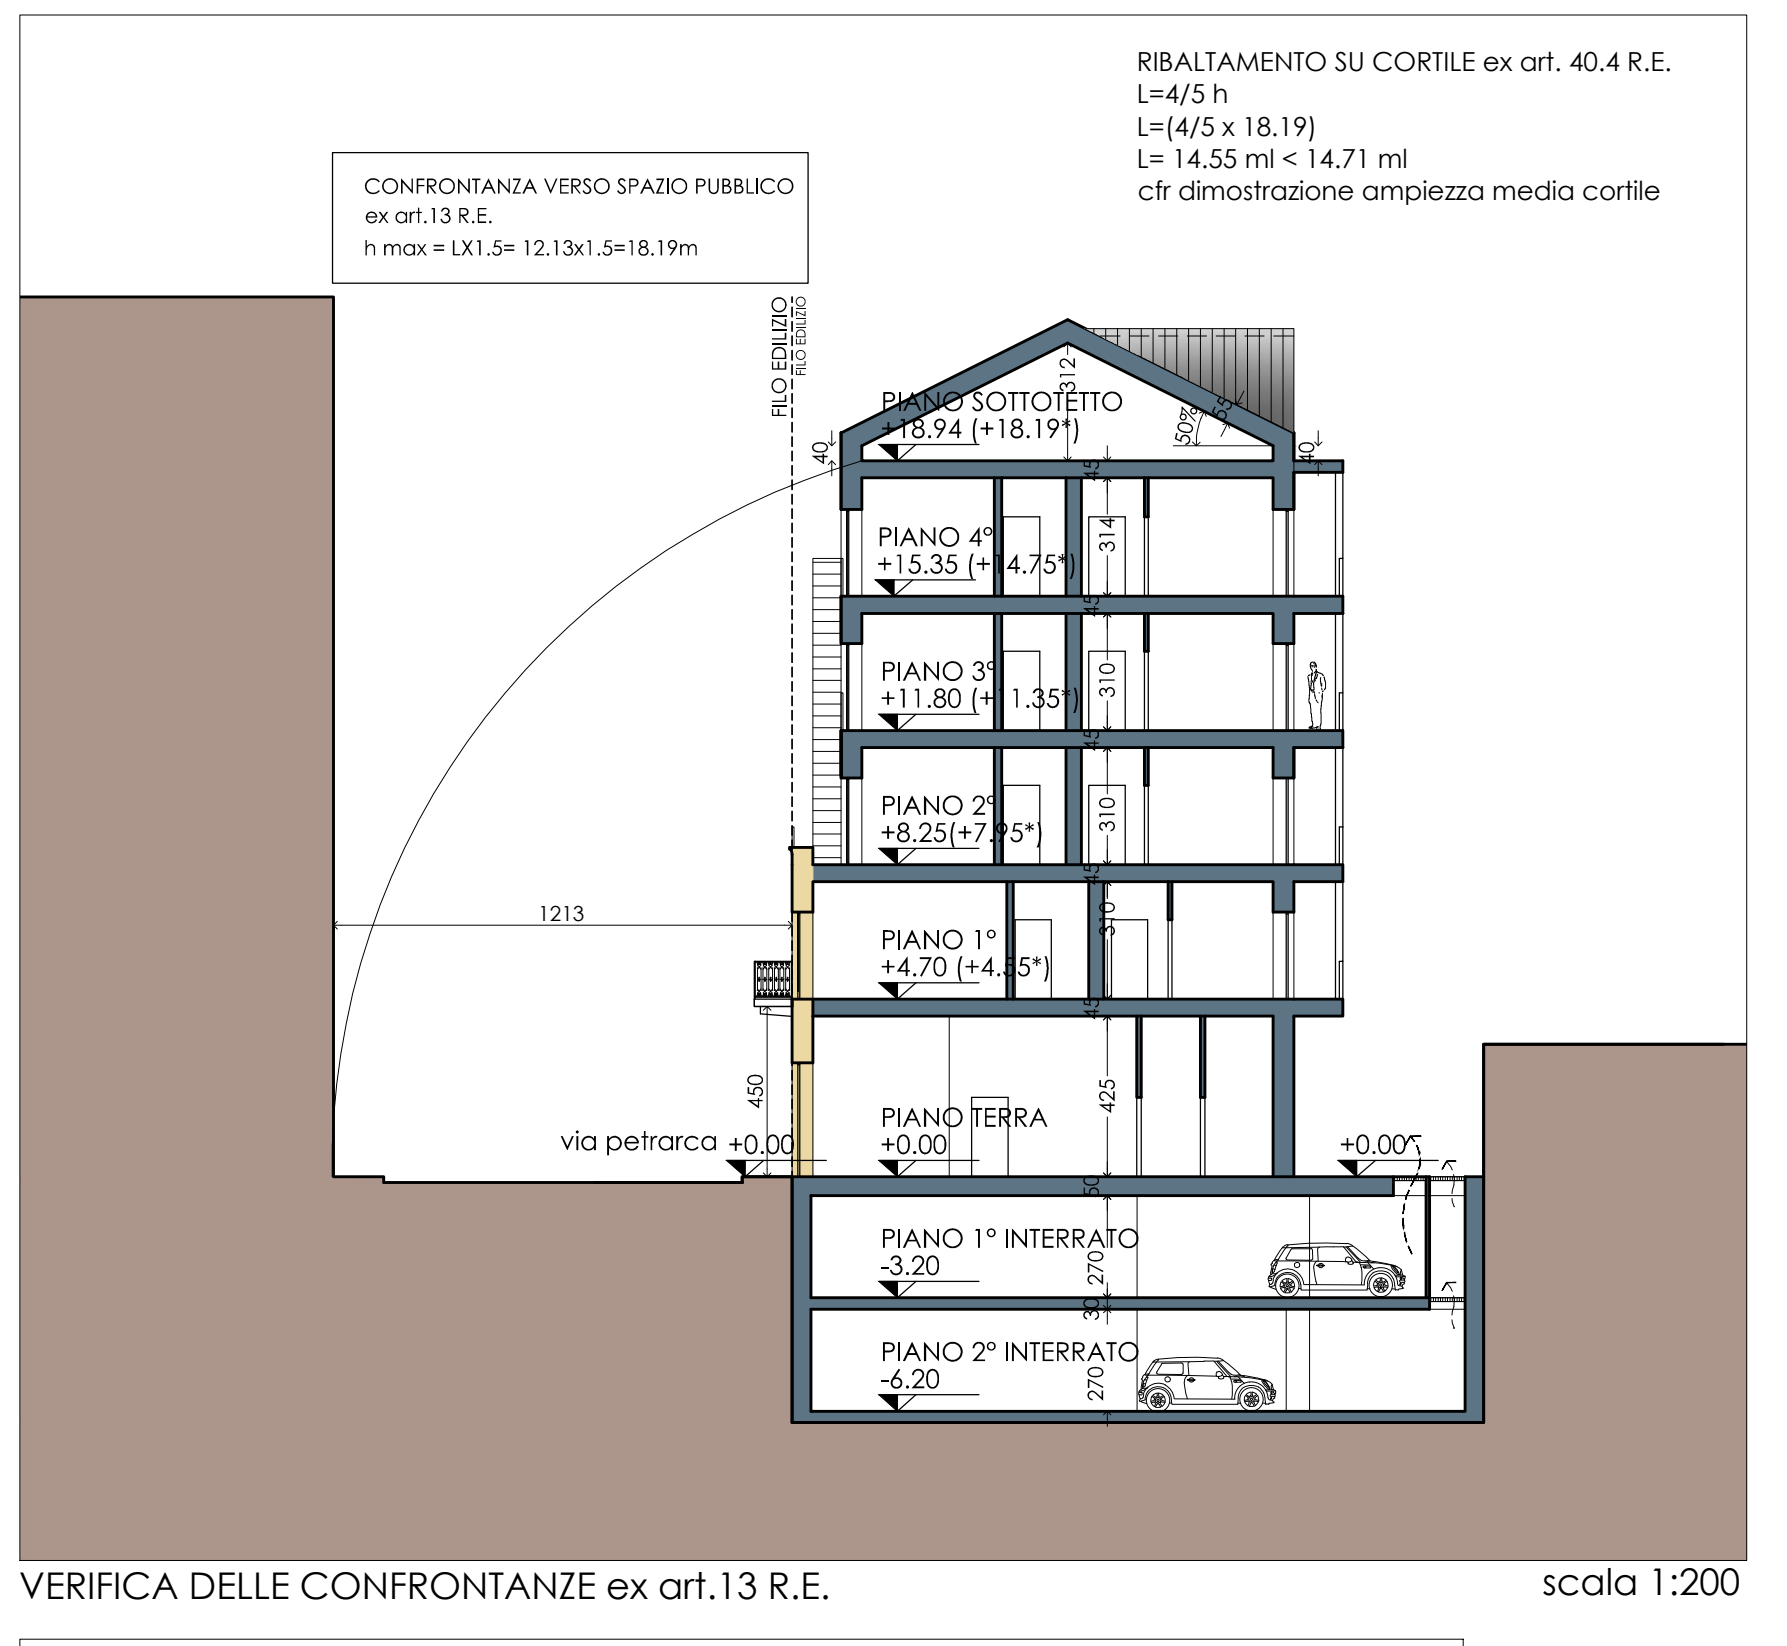 RIBALTAMENTO SU CORTILE ex art. 40.4 R.E.
L=4/5 h
L=(4/5 x 18.19)
L= 14.55 ml < 14.71 ml
cfr dimostrazione ampiezza media cortile
CONFRONTANZA VERSO SPAZIO PUBBLICO
ex art.13 R.E.
h max = LX1.5= 12.13x1.5=18.19m
FILO EDILIZIO
FILO EDILIZIO
312
PIANO SOTTOTETTO
+18.94 (+18.19*)
50%
55
40
40
45
PIANO 4°
+15.35 (+14.75*)
314
45
PIANO 3°
+11.80 (+11.35*)
310
45
PIANO 2°
+8.25(+7.95*)
310
45
1213
PIANO 1°
+4.70 (+4.55*)
310
45
450
425
PIANO TERRA
via petrarca +0.00
+0.00
+0.00
50
PIANO 1° INTERRATO
-3.20
270
30
PIANO 2° INTERRATO
-6.20
270
VERIFICA DELLE CONFRONTANZE ex art.13 R.E.
scala 1:200